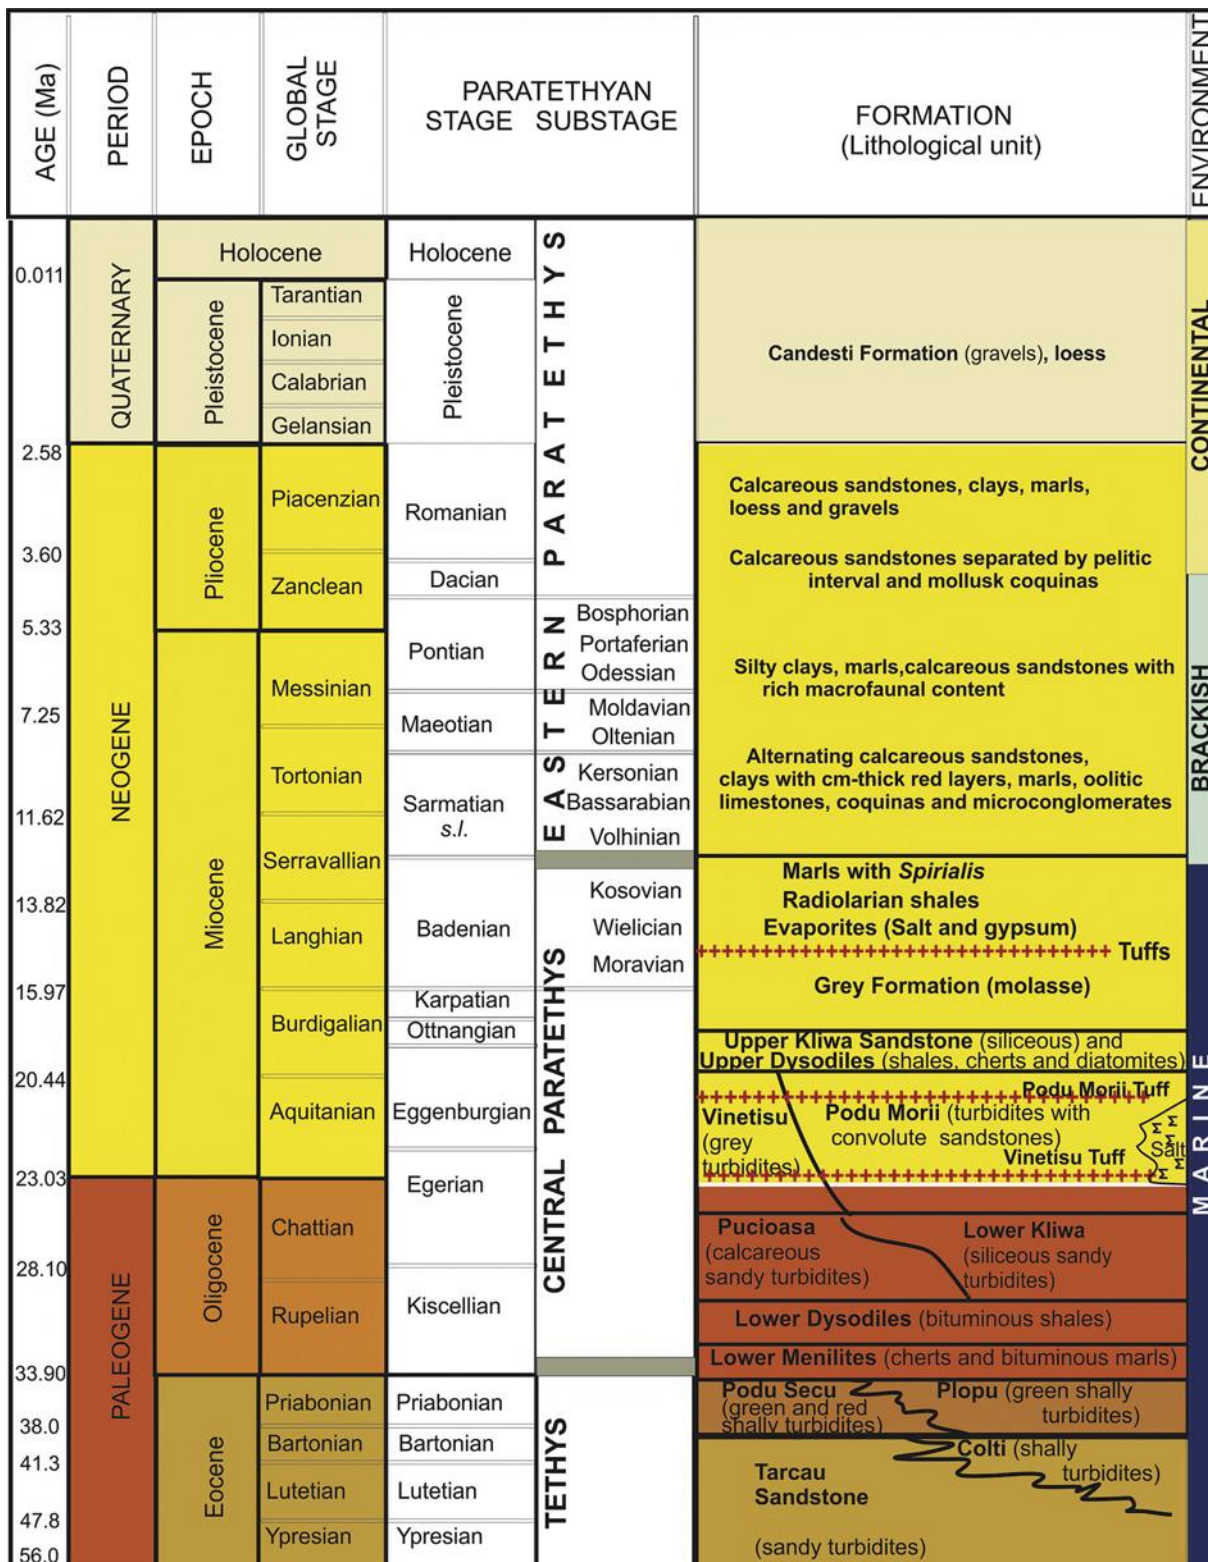 AGE (Ma)
PERIOD
EPOCH
GLOBAL
STAGE
PARATETHYAN
STAGE SUBSTAGE
FORMATION
(Lithological unit)
ENVIRONMENT
0.011
2.58
3.60
5.33
7.25
11.62
13.82
15.97
20.44
23.03
28.10
33.90
38.0
41.3
47.8
56.0
QUATERNARY
NEOGENE
PALEOGENE
Holocene
Pleistocene
Pliocene
Miocene
Oligocene
Eocene
Tarantian
Ionian
Calabrian
Gelansian
Piacenzian
Zanclean
Messinian
Tortonian
Serravallian
Langhian
Burdigalian
Aquitanian
Chattian
Rupelian
Priabonian
Bartonian
Lutetian
Ypresian
Holocene
Pleistocene
Romanian
Dacian
Pontian
Maeotian
Sarmatian
s.l.
Badenian
Karpatian
Ottnangian
Eggenburgian
Egerian
Kiscellian
Priabonian
Bartonian
Lutetian
Ypresian
EASTERN PARATETHYS
CENTRAL PARATETHYS
TETHYS
Bosphorian
Portaferian
Odessian
Moldavian
Oltenian
Kersonian
Bassarabian
Volhinian
Kosovian
Wielician
Moravian
Candesti Formation (gravels), loess
Calcareous sandstones, clays, marls,
loess and gravels
Calcareous sandstones separated by pelitic
interval and mollusk coquinas
Silty clays, marls,calcareous sandstones with
rich macrofaunal content
Alternating calcareous sandstones,
clays with cm-thick red layers, marls, oolitic
limestones, coquinas and microconglomerates
Marls with Spirialis
Radiolarian shales
Evaporites (Salt and gypsum)
Tuffs
Grey Formation (molasse)
Upper Kliwa Sandstone (siliceous) and
Upper Dysodiles (shales, cherts and diatomites)
Podu Morii Tuff
Vinetisu
(grey
turbidites)
Podu Morii (turbidites with
convolute sandstones)
Salt
Vinetisu Tuff
Pucioasa
(calcareous
sandy turbidites)
Lower Kliwa
(siliceous sandy
turbidites)
Lower Dysodiles (bituminous shales)
Lower Menilites (cherts and bituminous marls)
Podu Secu
(green and red
shally turbidites)
Plopu (green shally
turbidites)
Colti (shally
turbidites)
Tarcau
Sandstone
(sandy turbidites)
CONTINENTAL
BRACKISH
MARINE